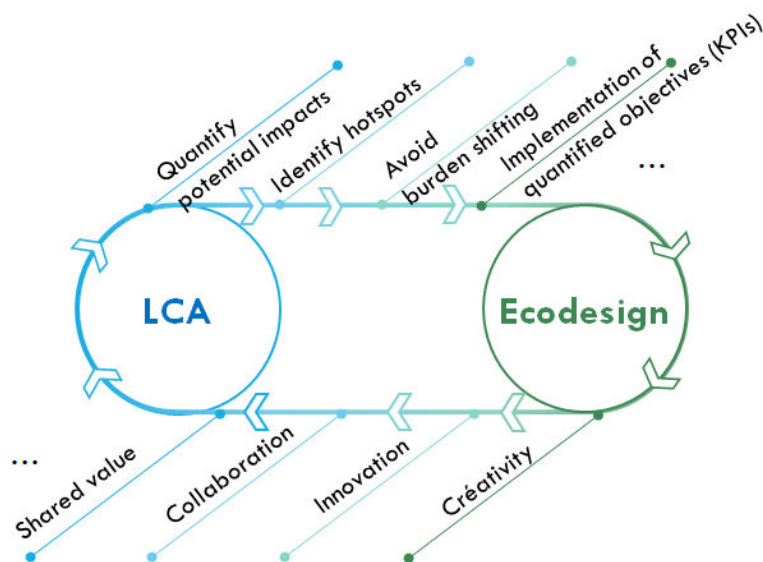 Quantify
potential impacts
Identify hotspots
Avoid
burden shifting
Implementation of
quantified objectives (KPIs)
...
LCA
Ecodesign
...
Shared value
Collaboration
Innovation
Créativity